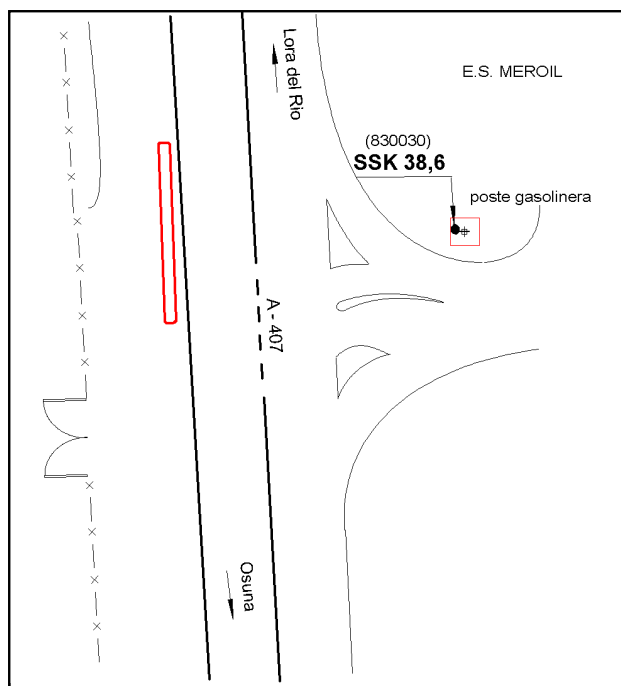 Lora del Rio
E.S. MEROIL
(830030)
SSK 38,6
poste gasolinera
A - 407
Osuna